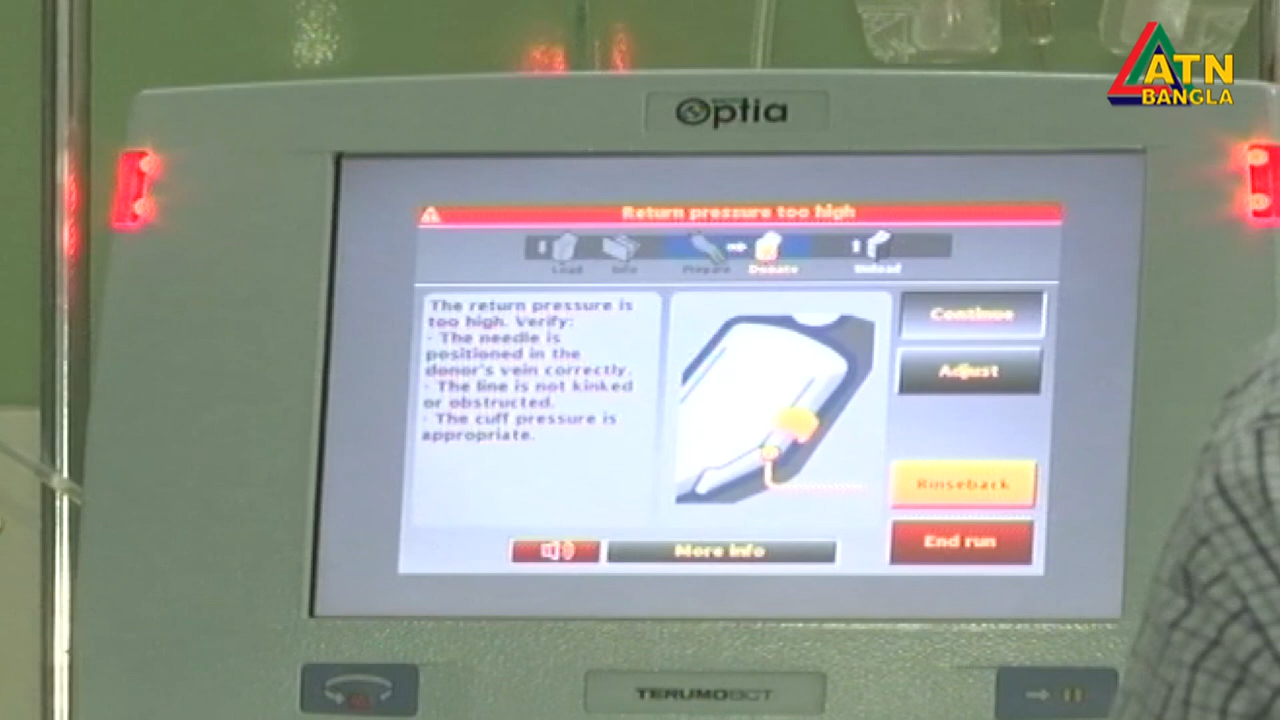 ATN
BANGLA
Optia
Return pressure too high
Load
Info
Prepare
Donate
Unload
The return pressure is
too high. Verify:
- The needle is
positioned in the
donor's vein correctly.
- The line is not kinked
or obstructed.
- The cuff pressure is
appropriate.
Continue
Adjust
Rinseback
End run
More info
TERUMOBCT